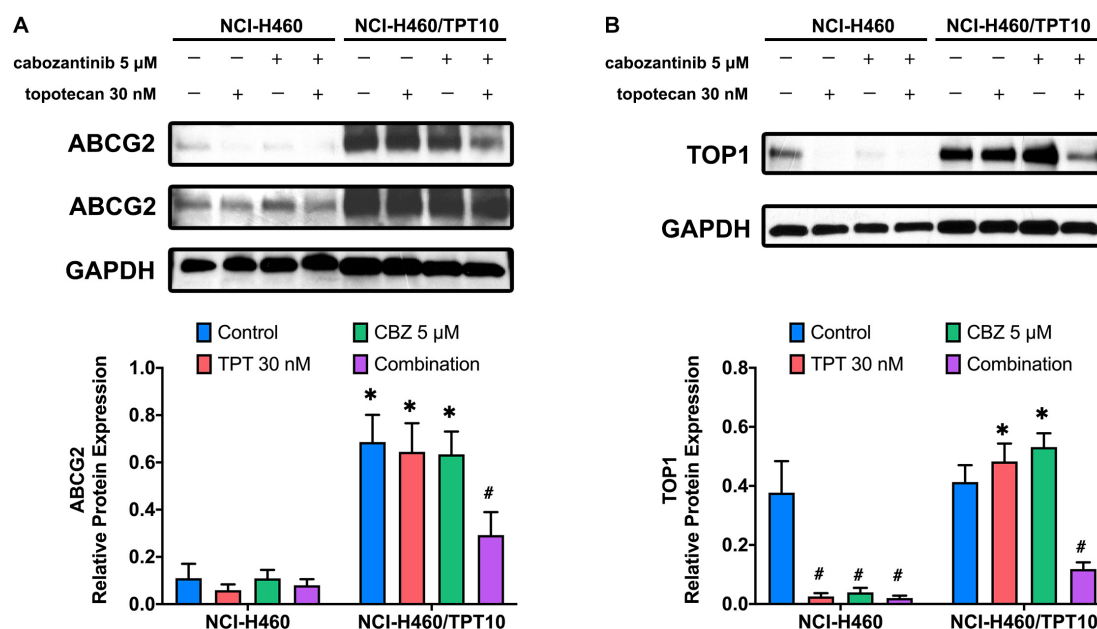 A
NCI-H460 NCI-H460/TPT10
cabozantinib 5 μM − − + + − − + +
topotecan 30 nM − + − + − + − +
ABCG2
ABCG2
GAPDH
Control CBZ 5 μM
TPT 30 nM Combination
ABCG2
Relative Protein Expression
1.0
0.8
0.6
0.4
0.2
0.0
* * * #
NCI-H460 NCI-H460/TPT10
B
NCI-H460 NCI-H460/TPT10
cabozantinib 5 μM − − + + − − + +
topotecan 30 nM − + − + − + − +
TOP1
GAPDH
Control CBZ 5 μM
TPT 30 nM Combination
TOP1
Relative Protein Expression
0.8
0.6
0.4
0.2
0.0
# # # * * #
NCI-H460 NCI-H460/TPT10